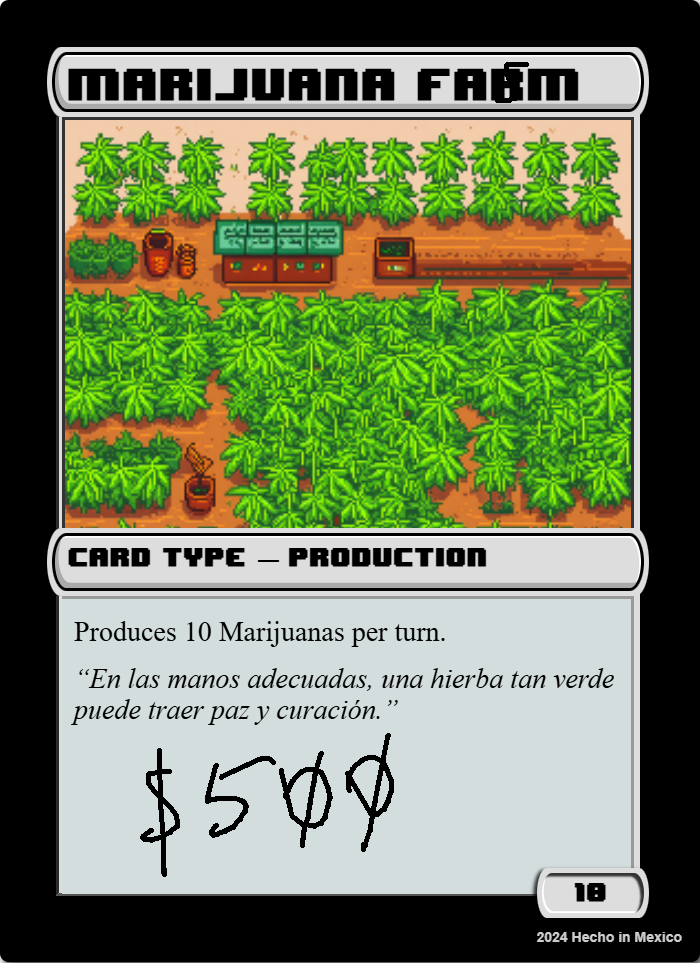 MARIJUANA FARM
CARD TYPE — PRODUCTION
Produces 10 Marijuanas per turn.
“En las manos adecuadas, una hierba tan verde
puede traer paz y curación.”
$500
10
2024 Hecho in Mexico